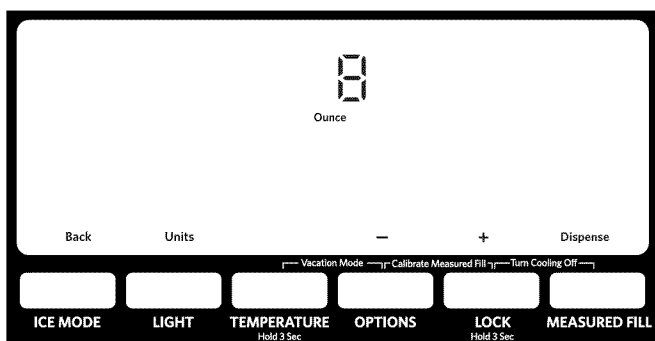 8
Ounce
Back Units − + Dispense
Vacation Mode Calibrate Measured Fill Turn Cooling Off
ICE MODE LIGHT TEMPERATURE OPTIONS LOCK MEASURED FILL
Hold 3 Sec Hold 3 Sec